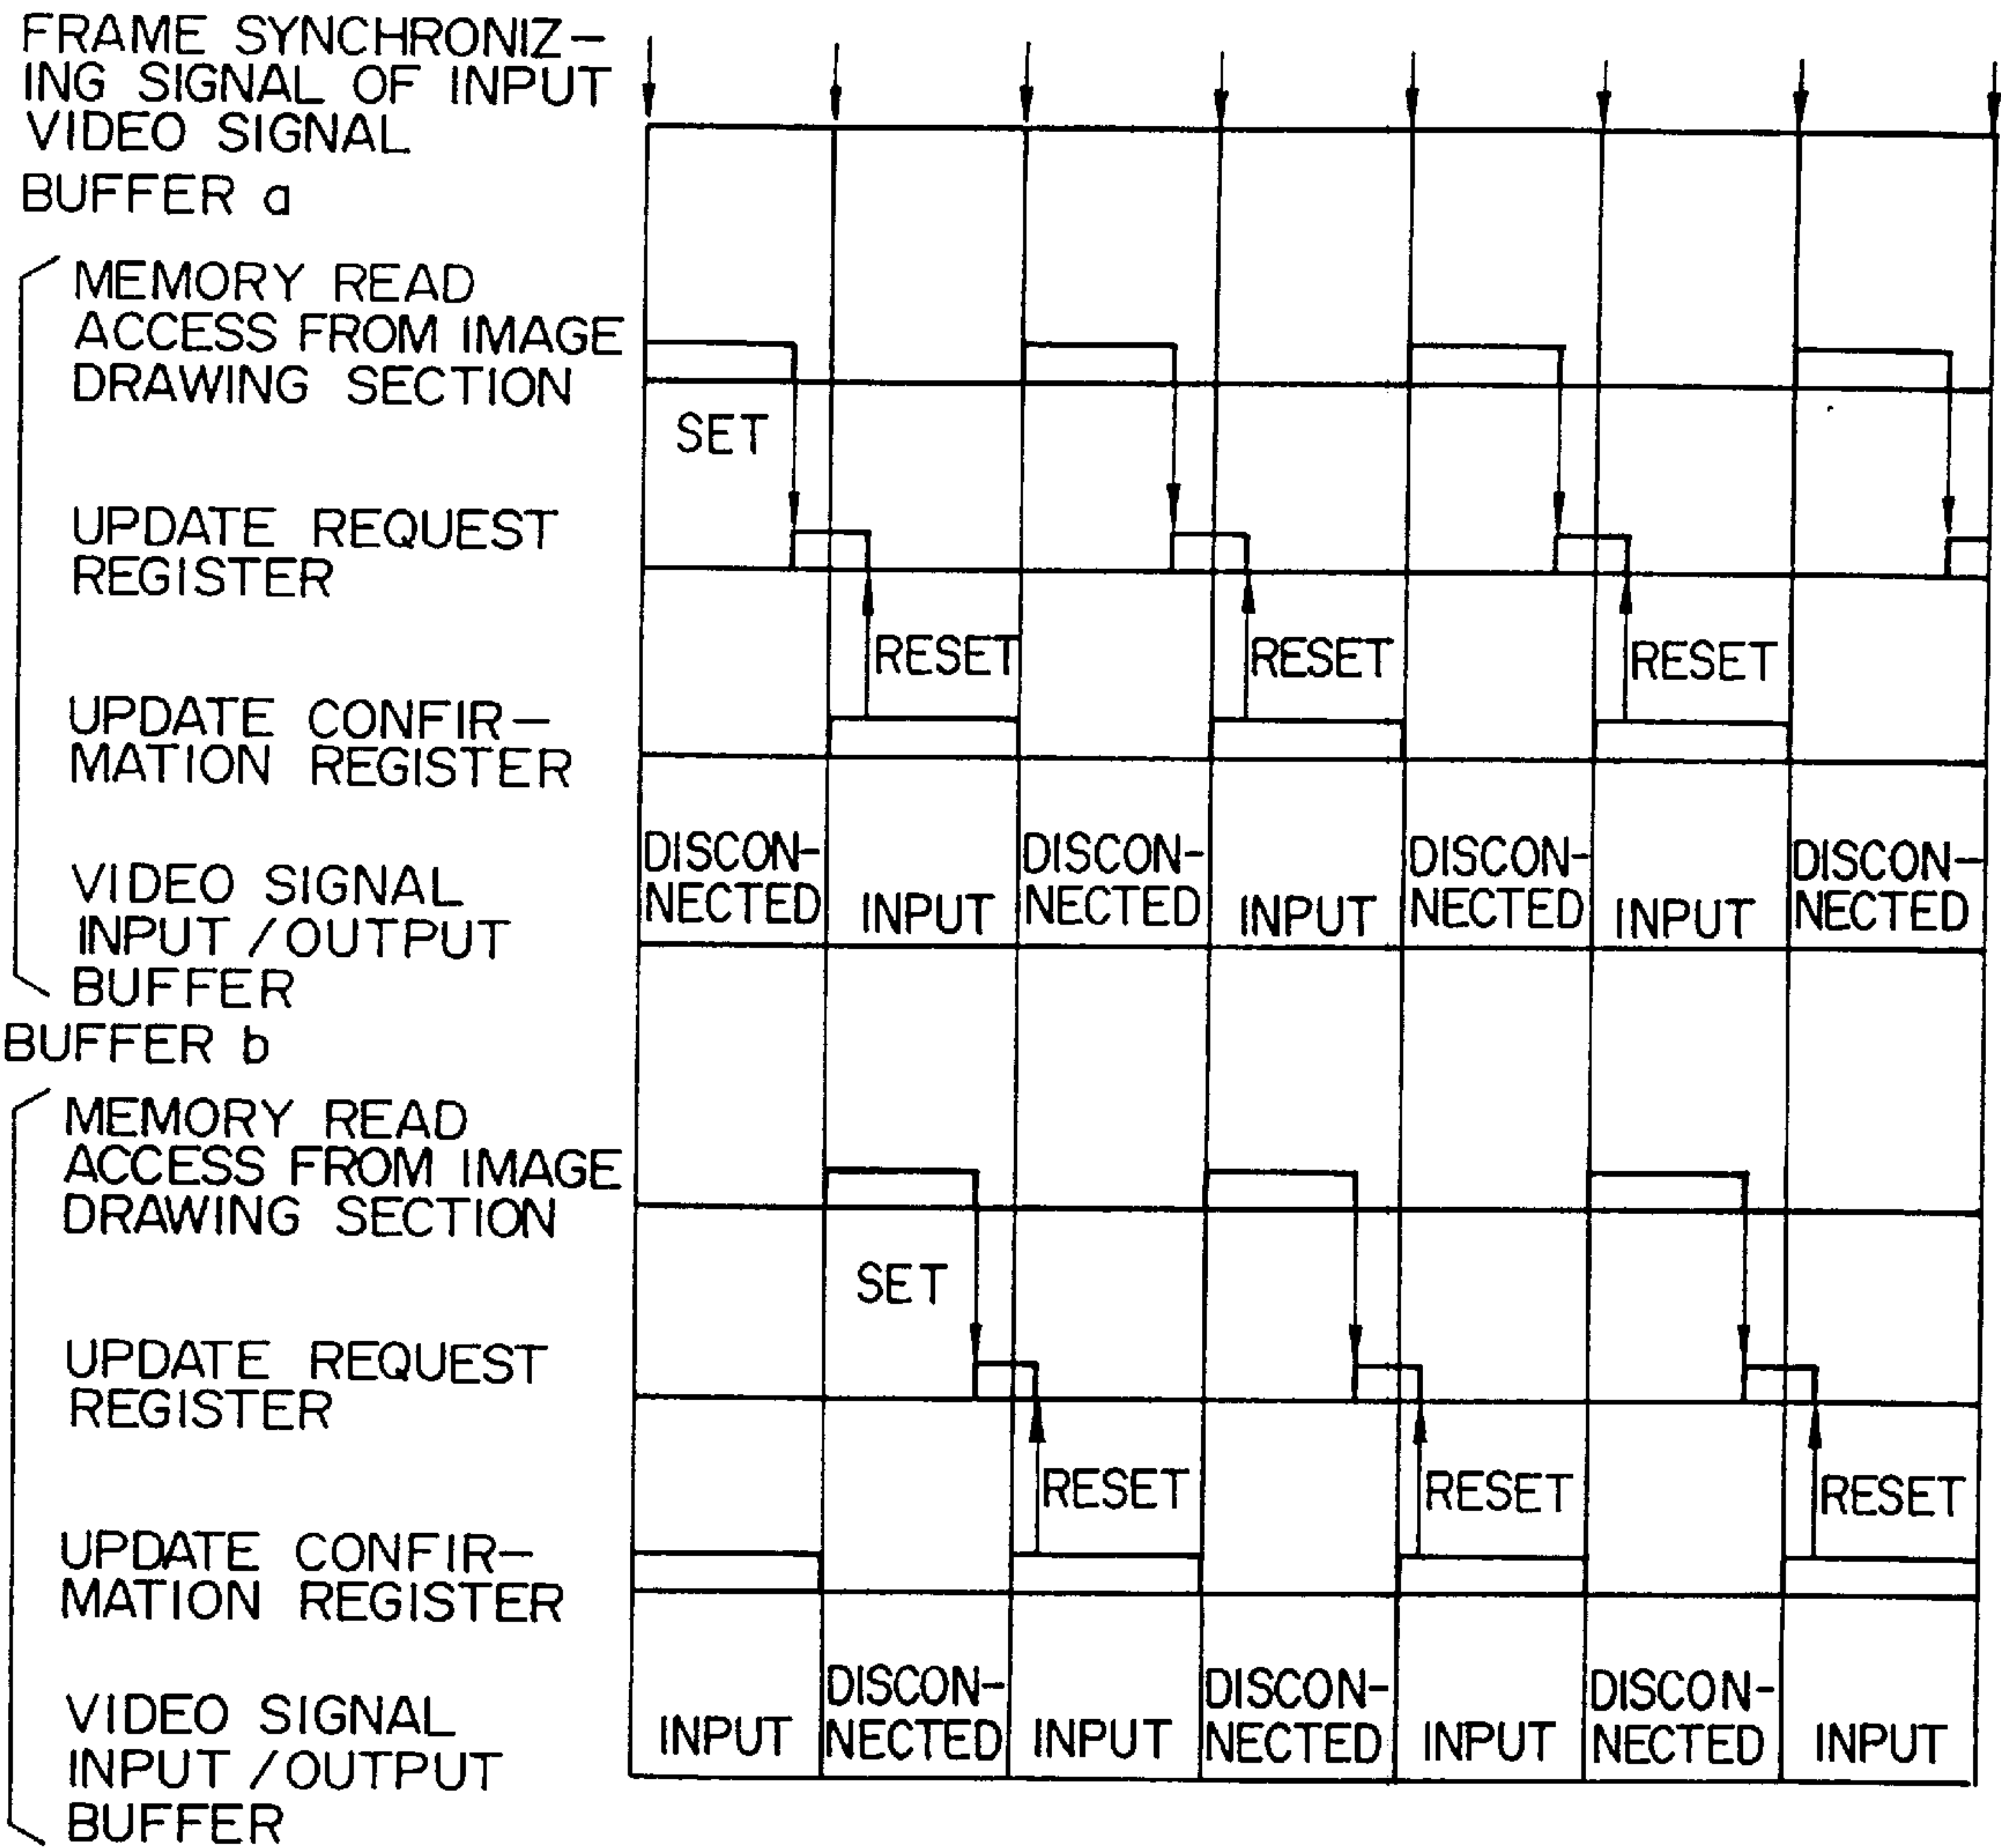 FRAME SYNCHRONIZ-
ING SIGNAL OF INPUT
VIDEO SIGNAL
BUFFER a
MEMORY READ
ACCESS FROM IMAGE
DRAWING SECTION
SET
UPDATE REQUEST
REGISTER
RESET RESET RESET
UPDATE CONFIR-
MATION REGISTER
DISCON- DISCON- DISCON- DISCON-
NECTED INPUT NECTED INPUT NECTED INPUT NECTED
VIDEO SIGNAL
INPUT / OUTPUT
BUFFER
BUFFER b
MEMORY READ
ACCESS FROM IMAGE
DRAWING SECTION
SET
UPDATE REQUEST
REGISTER
RESET RESET RESET
UPDATE CONFIR-
MATION REGISTER
DISCON- DISCON- DISCON-
INPUT NECTED INPUT NECTED INPUT NECTED INPUT
VIDEO SIGNAL
INPUT / OUTPUT
BUFFER